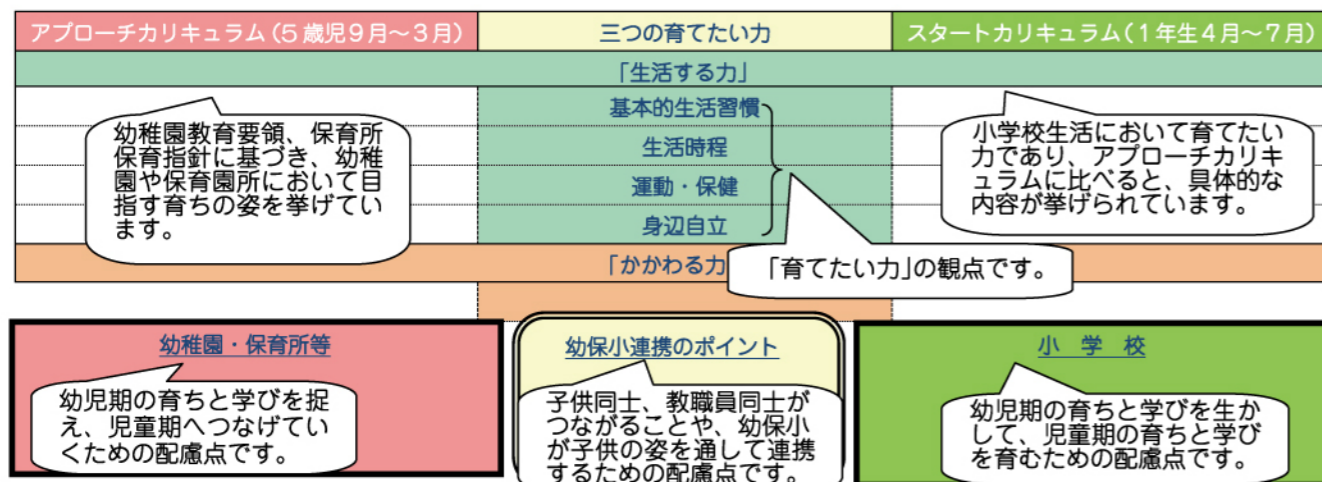 アプローチカリキュラム(5歳児9月～3月)
三つの育てたい力
スタートカリキュラム(1年生4月～7月)
「生活する力」
基本的生活習慣
生活時程
運動・保健
身辺自立
幼稚園教育要領、保育所
保育指針に基づき、幼稚
園や保育園所において目
指す育ちの姿を挙げてい
ます。
小学校生活において育てたい
力であり、アプローチカリキ
ュラムに比べると、具体的な
内容が挙げられています。
「かかわる力
「育てたい力」の観点です。
幼稚園・保育所等
幼児期の育ちと学びを捉
え、児童期へつなげてい
くための配慮点です。
幼保小連携のポイント
子供同士、教職員同士が
つながることや、幼保小
が子供の姿を通して連携
するための配慮点です。
小 学 校
幼児期の育ちと学びを生か
して、児童期の育ちと学び
を育むための配慮点です。